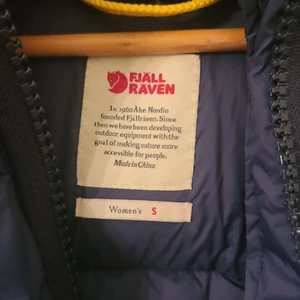 FJÄLL
RÄVEN
In 1960 Åke Nordin
founded Fjällräven. Since
then we have been developing
outdoor equipment with the
goal of making nature more
accessible for people.
Made in China
Women's S